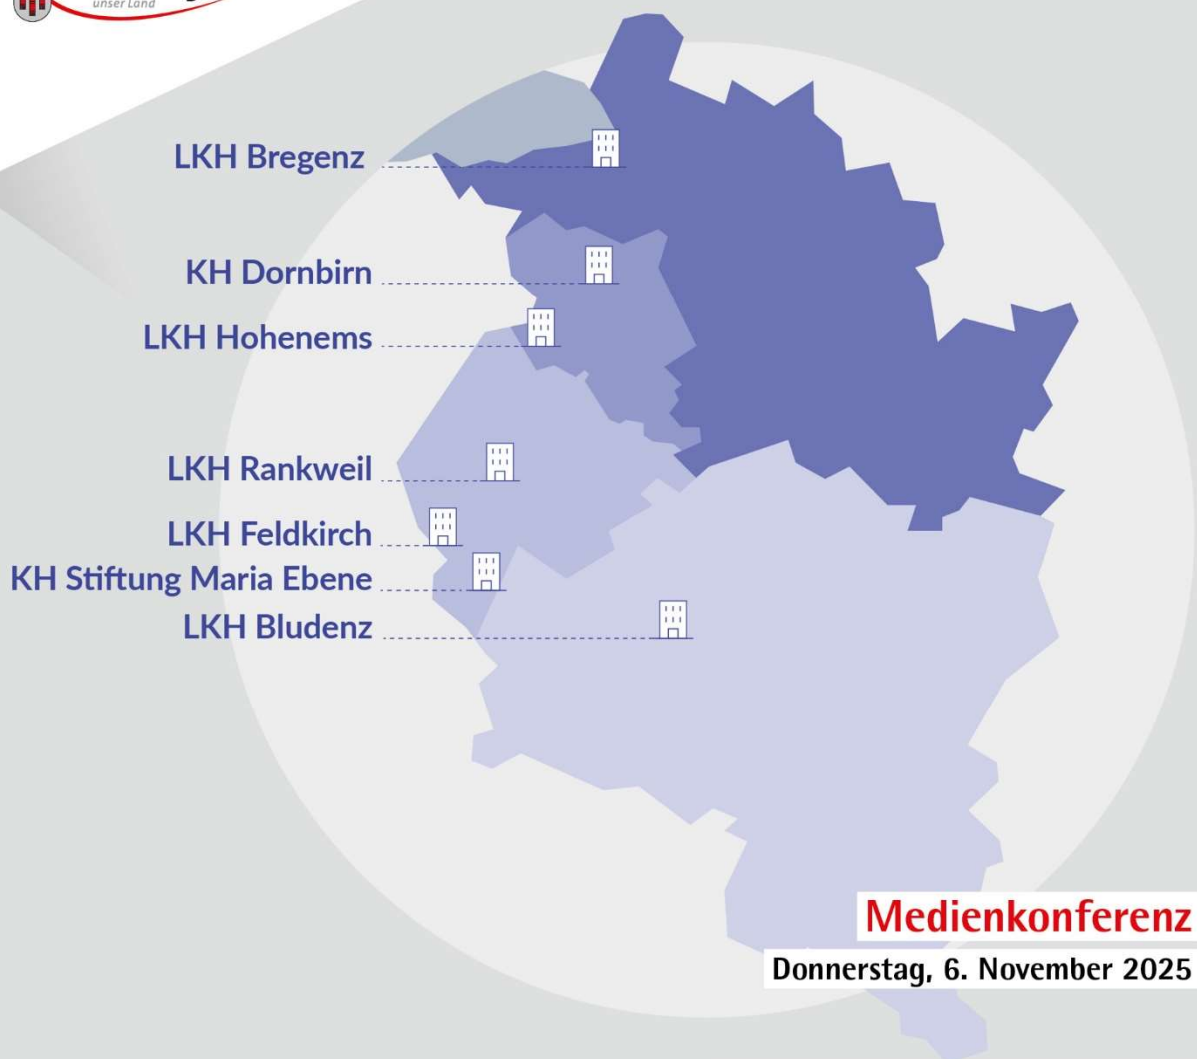 unser Land
LKH Bregenz
KH Dornbirn
LKH Hohenems
LKH Rankweil
LKH Feldkirch
KH Stiftung Maria Ebene
LKH Bludenz
Medienkonferenz
Donnerstag, 6. November 2025